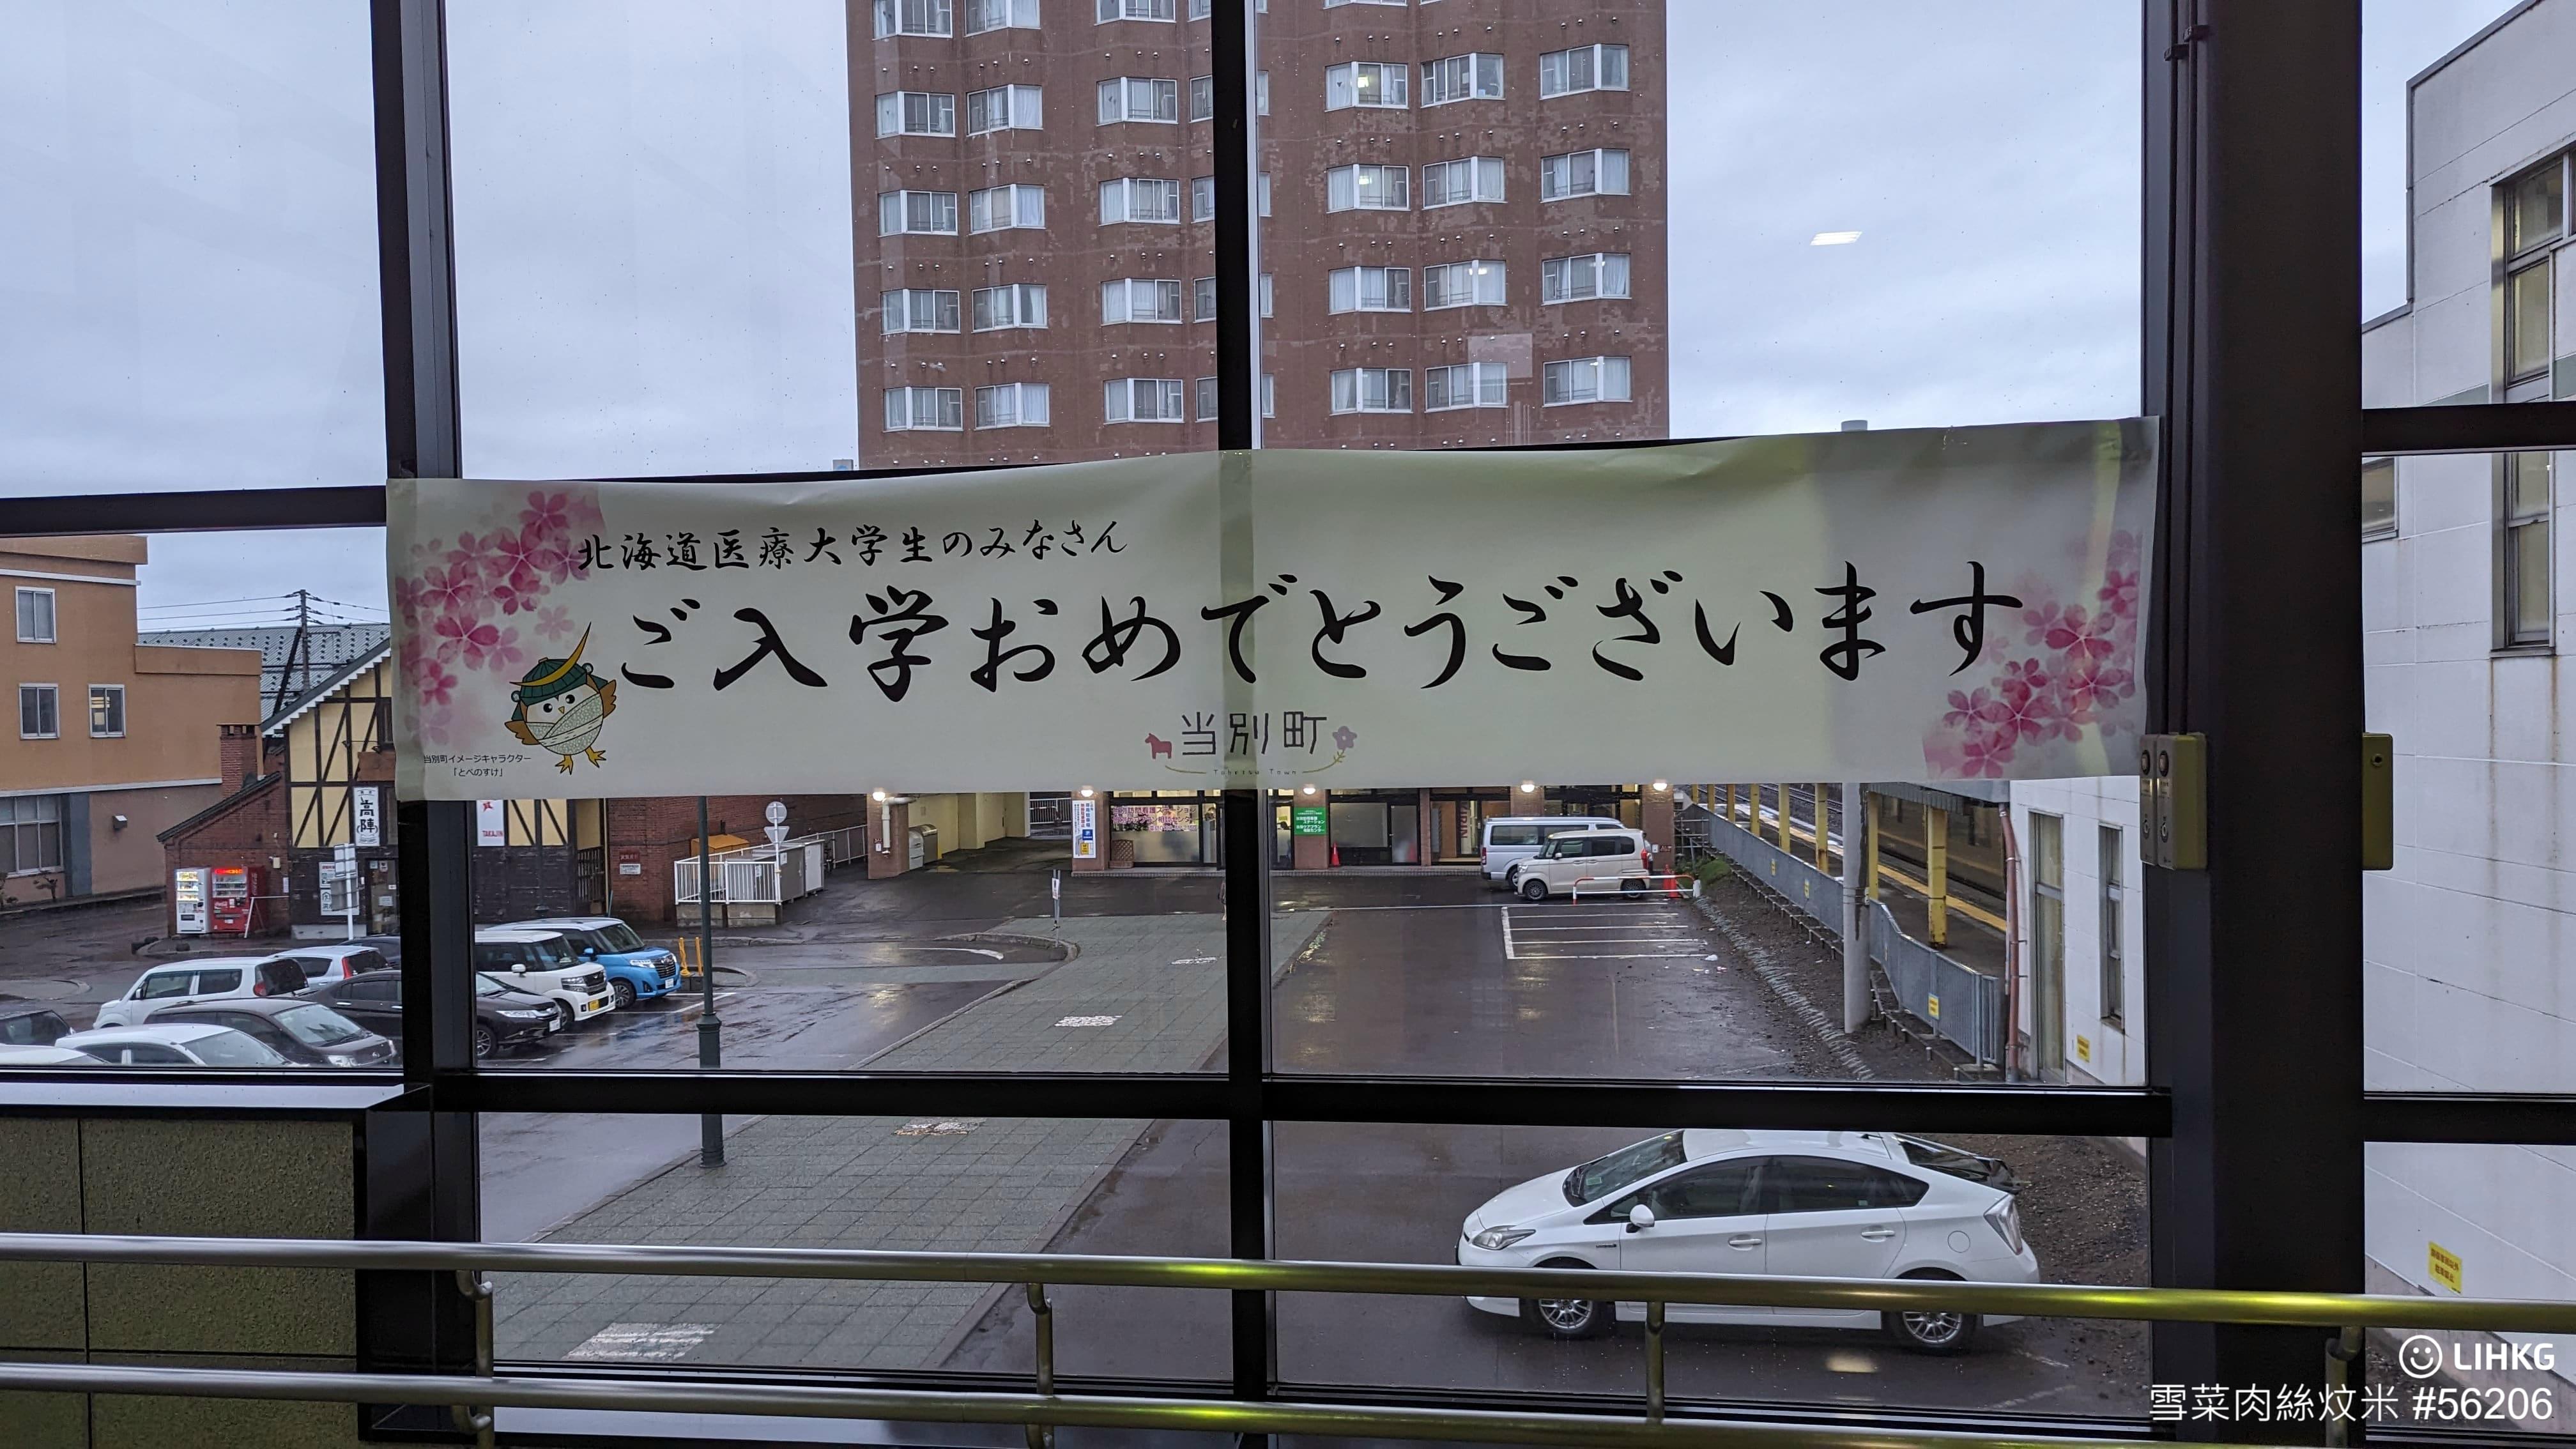 北海道医療大学生のみなさん
ご入学おめでとうございます
当別町イメージキャラクター
「とべのすけ」
当別町
Tobetsu Town
高陣
TAKAJIN
LIHKG
雪菜肉絲炆米 #56206